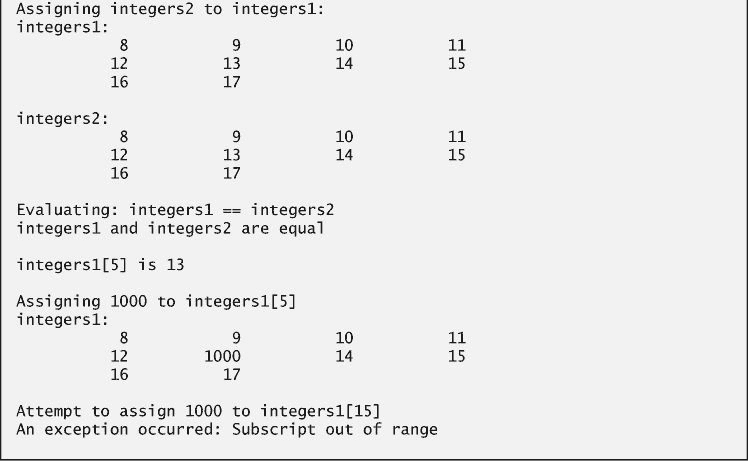 Assigning integers2 to integers1:
integers1:
8 9 10 11
12 13 14 15
16 17
integers2:
8 9 10 11
12 13 14 15
16 17
Evaluating: integers1 == integers2
integers1 and integers2 are equal
integers1[5] is 13
Assigning 1000 to integers1[5]
integers1:
8 9 10 11
12 1000 14 15
16 17
Attempt to assign 1000 to integers1[15]
An exception occurred: Subscript out of range